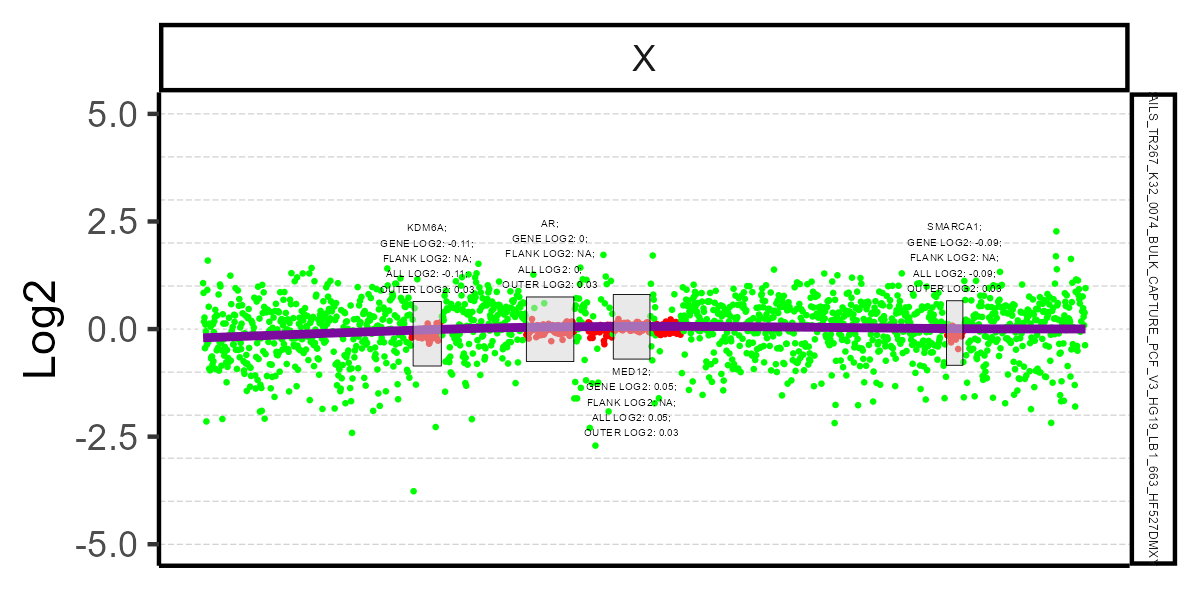 X
Log2
5.0
2.5
0.0
-2.5
-5.0
KDM6A;
GENE LOG2: -0.11;
FLANK LOG2: NA;
ALL LOG2: -0.11;
OUTER LOG2: 0.03
AR;
GENE LOG2: 0;
FLANK LOG2: NA;
ALL LOG2: 0;
OUTER LOG2: 0.03
MED12;
GENE LOG2: 0.05;
FLANK LOG2: NA;
ALL LOG2: 0.05;
OUTER LOG2: 0.03
SMARCA1;
GENE LOG2: -0.09;
FLANK LOG2: NA;
ALL LOG2: -0.09;
OUTER LOG2: 0.03
AILS_TR267_K32_0074_BULK_CAPTURE_PCF_V3_HG19_LB1_663_HF527DMXY